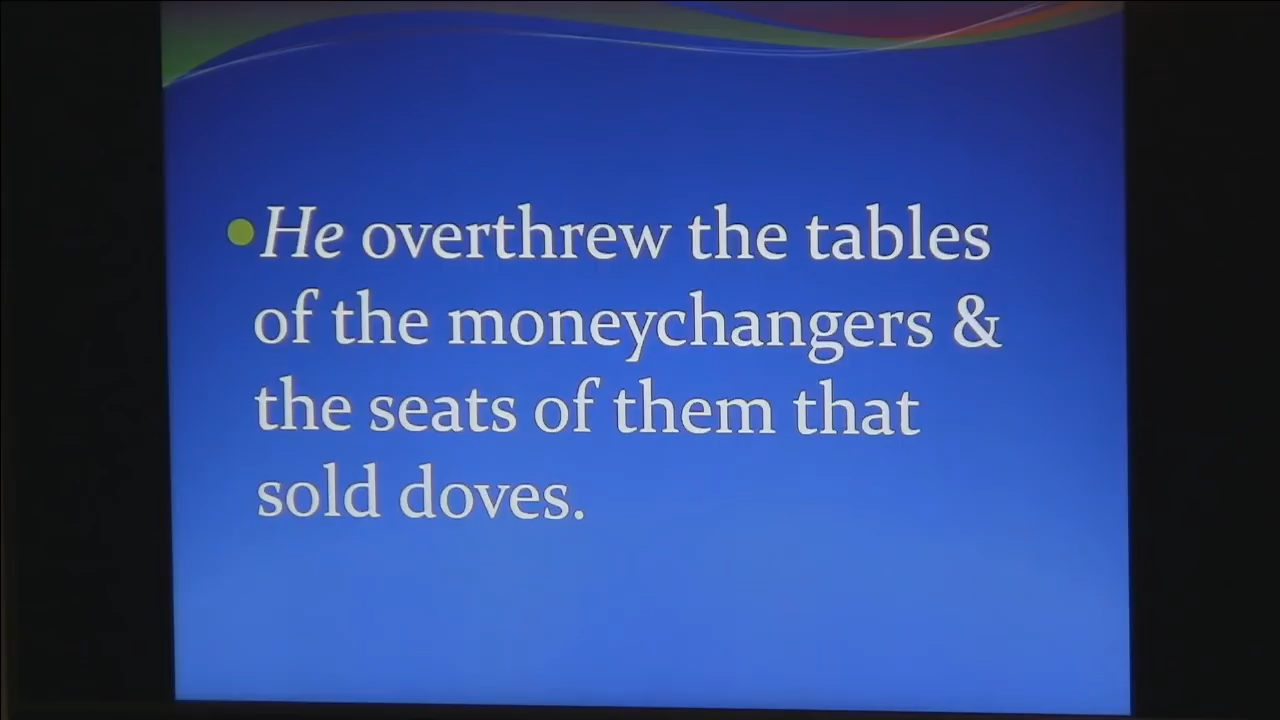 He overthrew the tables
of the moneychangers &
the seats of them that
sold doves.